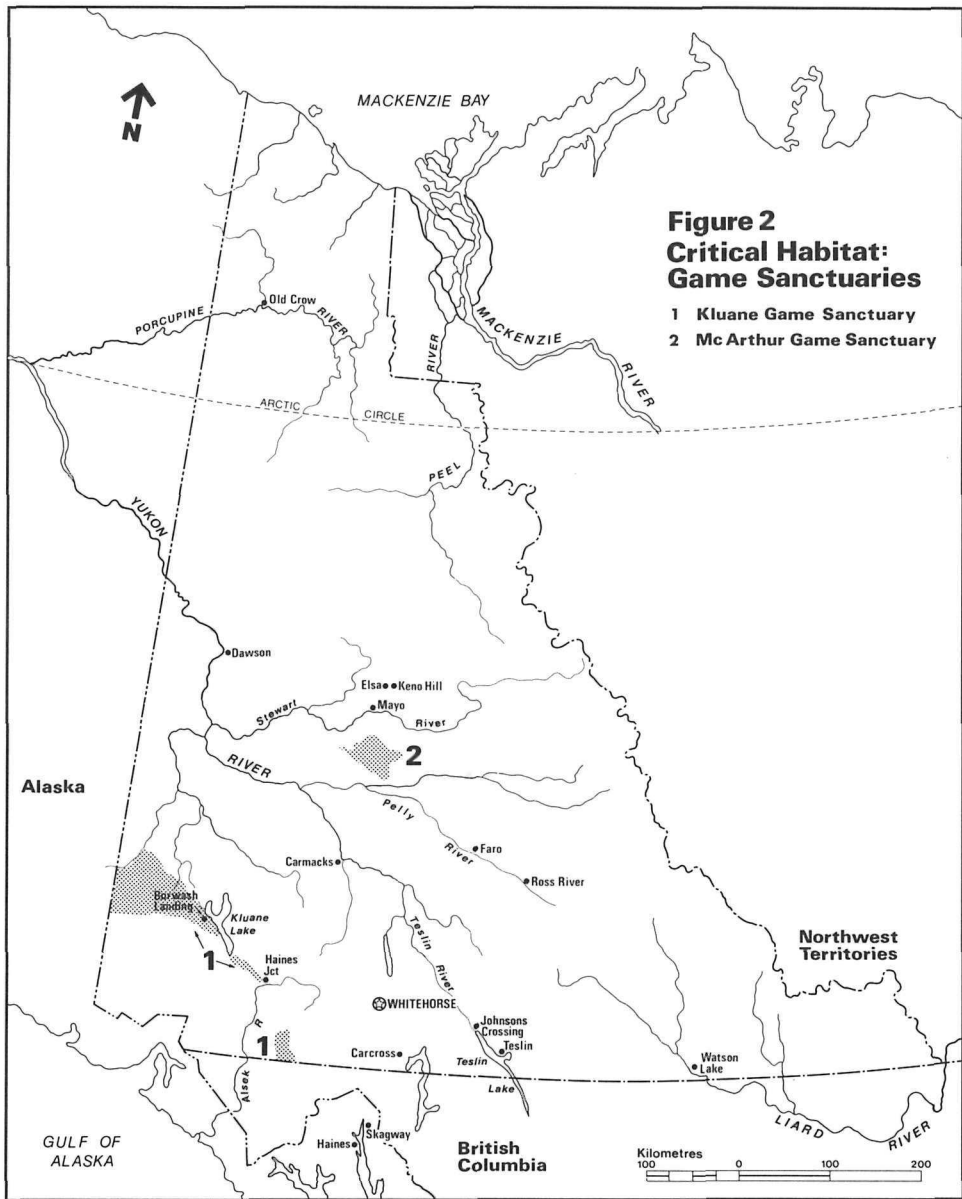 MACKENZIE BAY
N
Figure 2
Critical Habitat:
Game Sanctuaries
1 Kluane Game Sanctuary
2 Mc Arthur Game Sanctuary
Old Crow
PORCUPINE
RIVER
RIVER
MACKENZIE
RIVER
ARCTIC CIRCLE
PEEL
YUKON
Dawson
Elsa
Keno Hill
Mayo
Stewart
River
2
RIVER
Alaska
Pelly
River
Faro
Carmacks
Ross River
Burwash
Landing
Kluane
Lake
1
Haines
Jct
Teslin
River
Northwest
Territories
WHITEHORSE
Johnsons
Crossing
Teslin
1
Alsek R
Carcross
Teslin
Lake
Watson
Lake
LIARD
RIVER
Skagway
Haines
GULF OF
ALASKA
British
Columbia
Kilometres
100 0 100 200